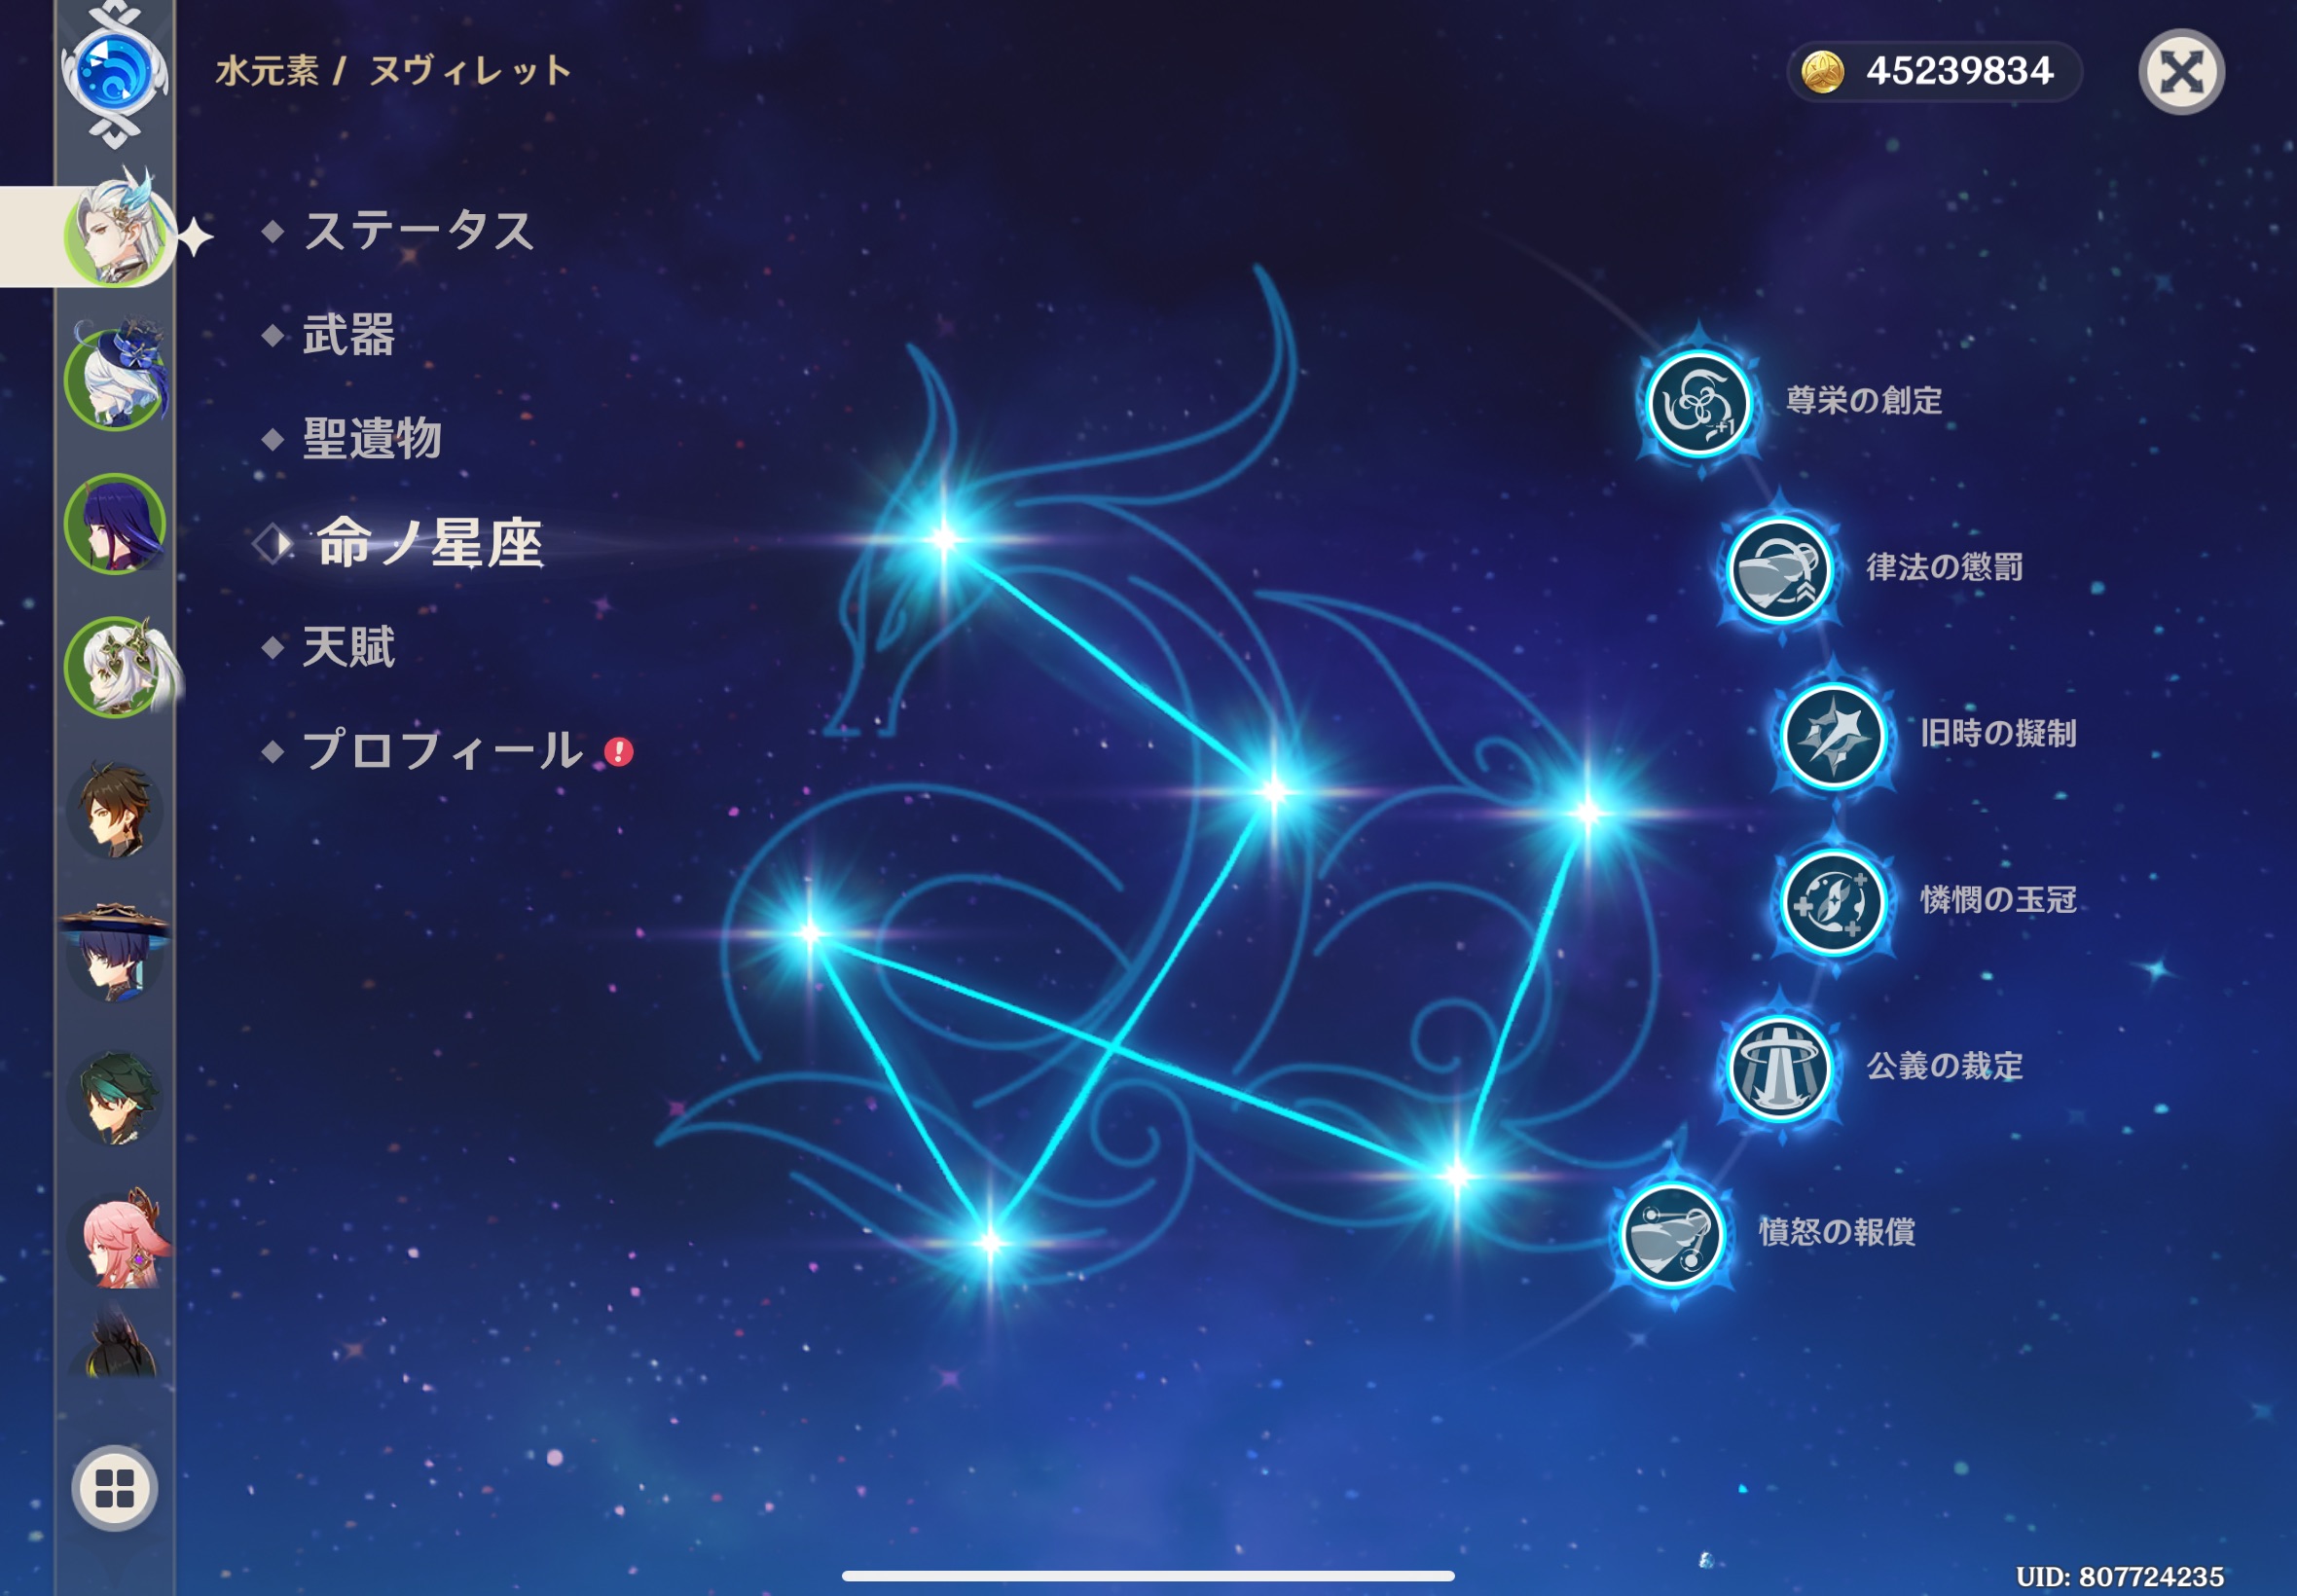 水元素 / ヌヴィレット
45239834
ステータス
武器
聖遺物
命ノ星座
天賦
プロフィール
尊栄の創定
+1
律法の懲罰
旧時の擬制
憐憫の玉冠
公義の裁定
憤怒の報償
UID: 807724235